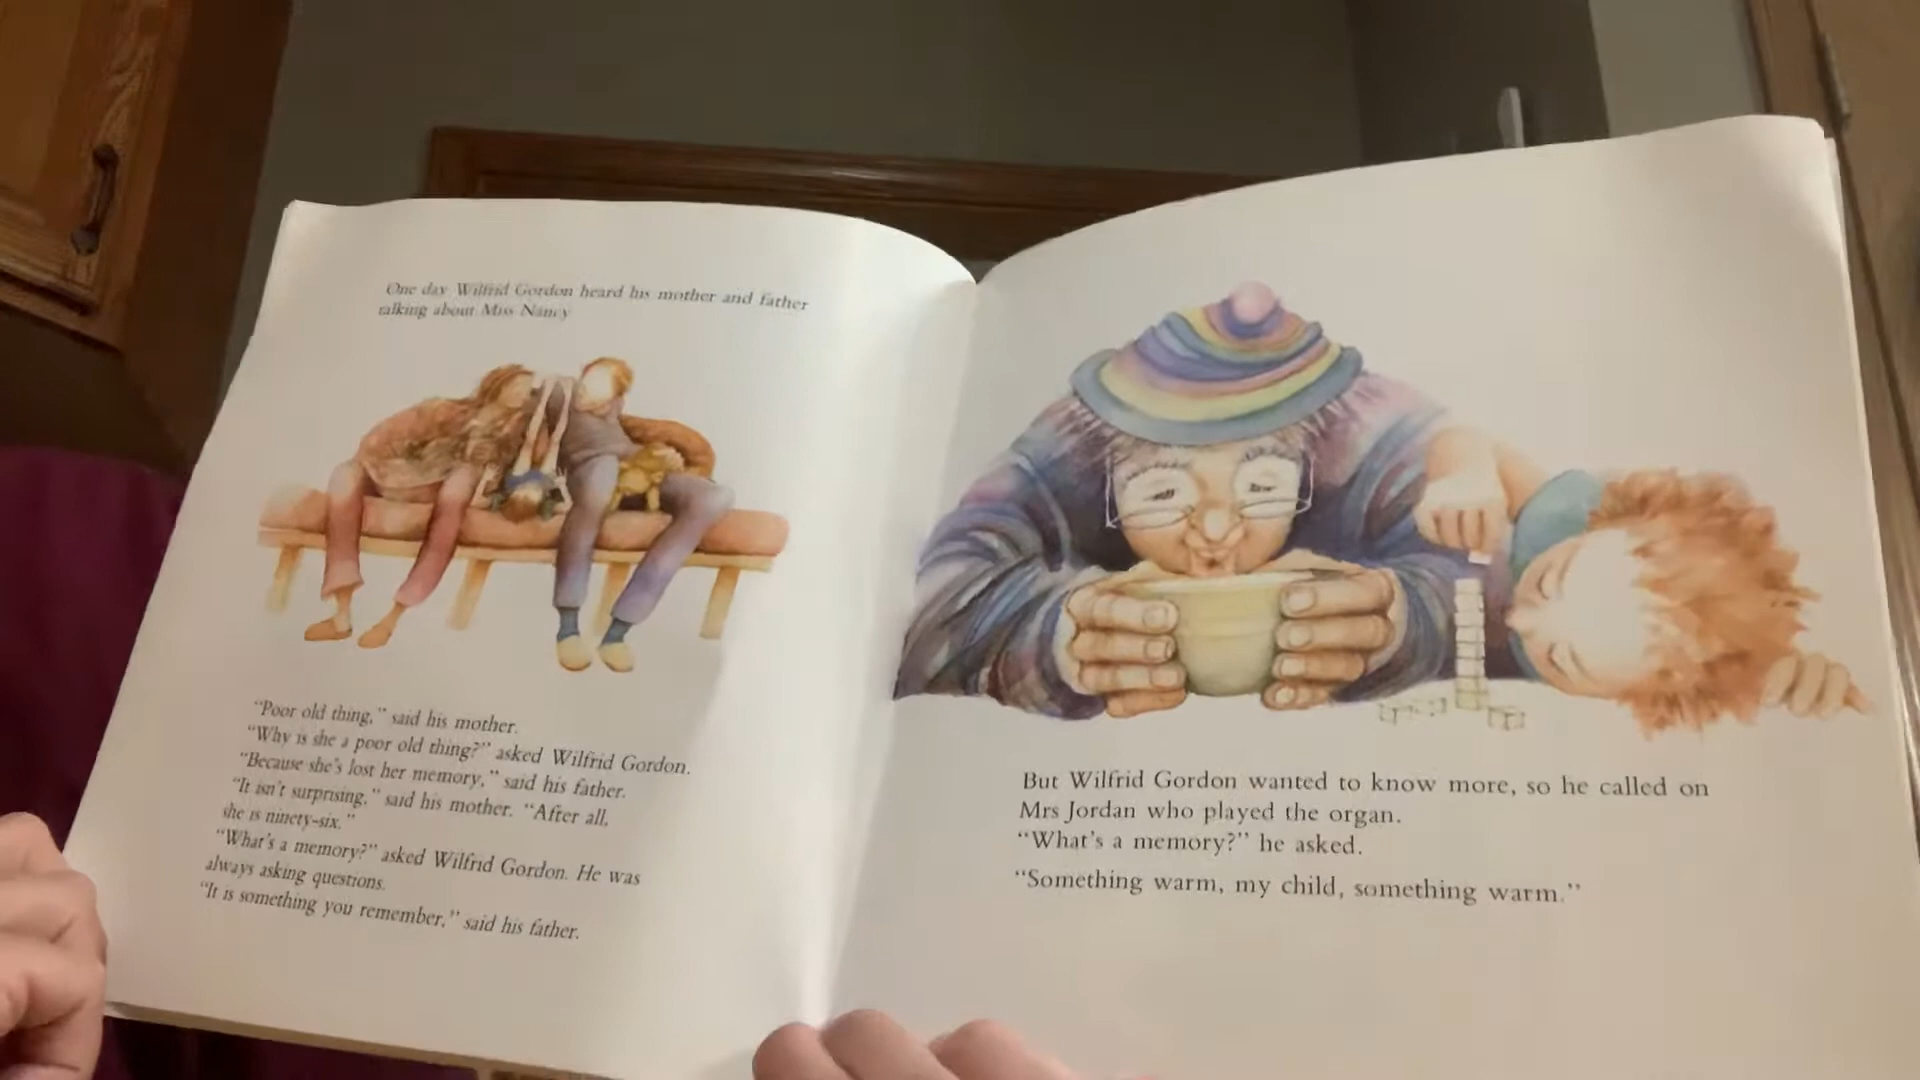 One day Wilfrid Gordon heard his mother and father
talking about Miss Nancy
“Poor old thing,” said his mother.
“Why is she a poor old thing?” asked Wilfrid Gordon.
“Because she’s lost her memory,” said his father.
“It isn’t surprising,” said his mother. “After all,
she is ninety-six.”
“What’s a memory?” asked Wilfrid Gordon. He was
always asking questions.
“It is something you remember,” said his father.
But Wilfrid Gordon wanted to know more, so he called on
Mrs Jordan who played the organ.
“What’s a memory?” he asked.
“Something warm, my child, something warm.”